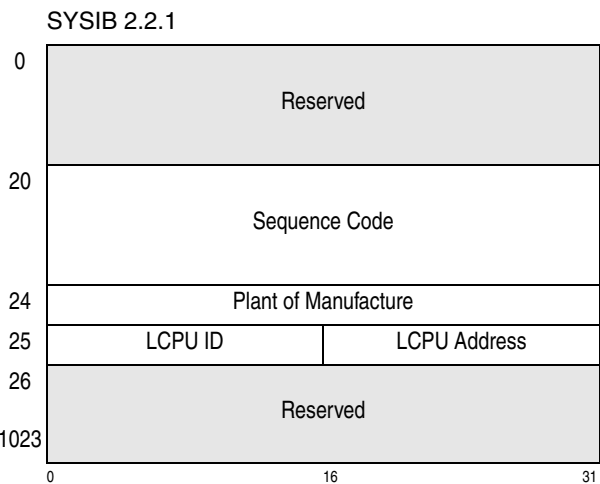 SYSIB 2.2.1
0
Reserved
20
Sequence Code
24 Plant of Manufacture
25 LCPU ID LCPU Address
26
Reserved
1023
0 16 31